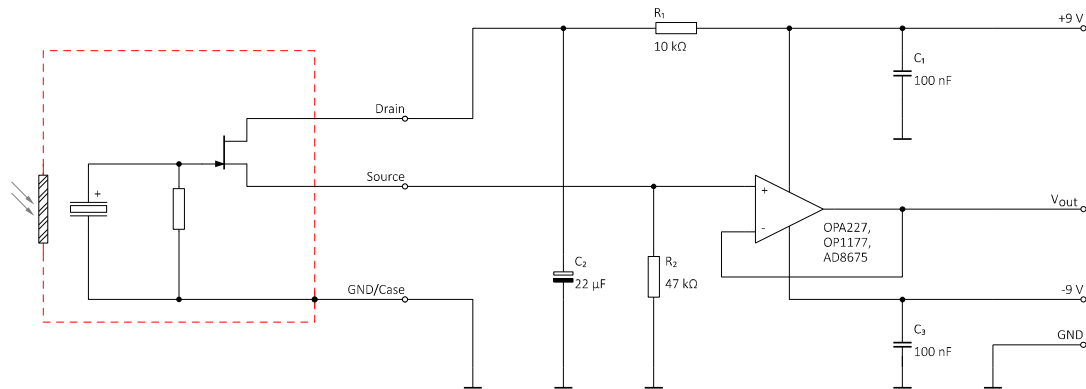 R₁
10 kΩ
+9 V
C₁
100 nF
Drain
Source
+
+
-
Vout
OPA227,
OP1177,
AD8675
C₂
22 µF
R₂
47 kΩ
GND/Case
-9 V
C₃
100 nF
GND